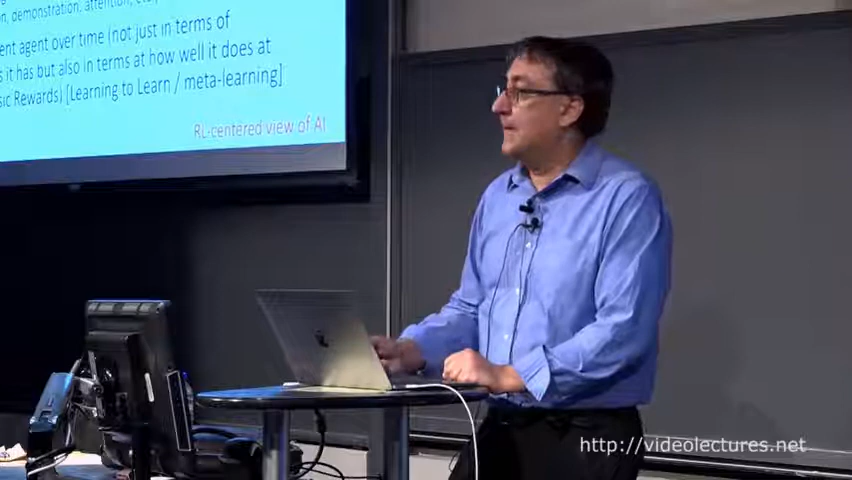 , demonstration, attention, etc
ent agent over time (not just in terms of
s it has but also in terms of how well it does at
sic Rewards) [Learning to Learn / meta-learning]
RL-centered view of AI
http://videolectures.net